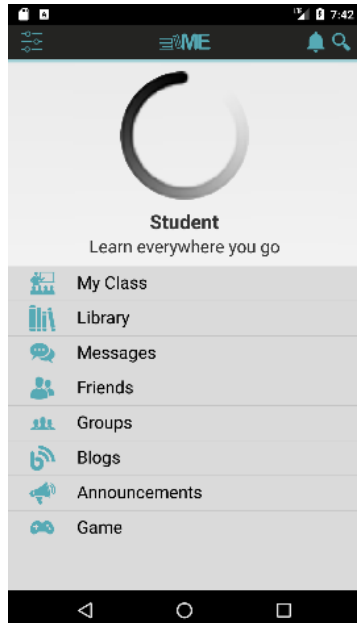 7:42
ME
Student
Learn everywhere you go
My Class
Library
Messages
Friends
Groups
Blogs
Announcements
Game